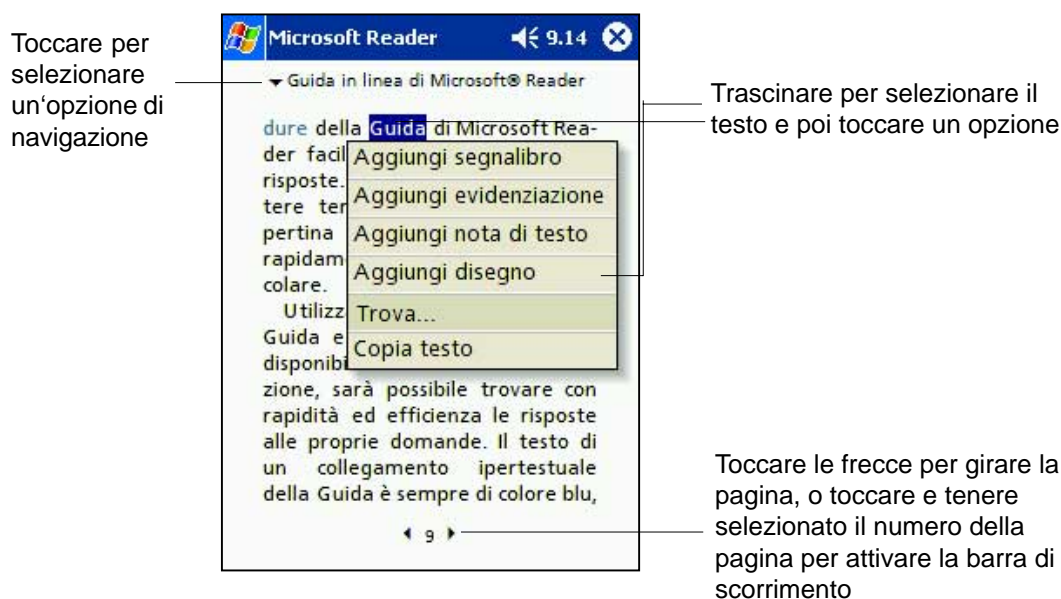 Toccare per
selezionare
un'opzione di
navigazione
Microsoft Reader 9.14
Guida in linea di Microsoft® Reader
dure della Guida di Microsoft Rea-
der facil
risposte.
tere ter
pertina
rapidam
colare.
Utilizz
Guida e
disponibi
zione, sarà possibile trovare con
rapidità ed efficienza le risposte
alle proprie domande. Il testo di
un collegamento ipertestuale
della Guida è sempre di colore blu,
9
Aggiungi segnalibro
Aggiungi evidenziazione
Aggiungi nota di testo
Aggiungi disegno
Trova...
Copia testo
Trascinare per selezionare il
testo e poi toccare un opzione
Toccare le frecce per girare la
pagina, o toccare e tenere
selezionato il numero della
pagina per attivare la barra di
scorrimento